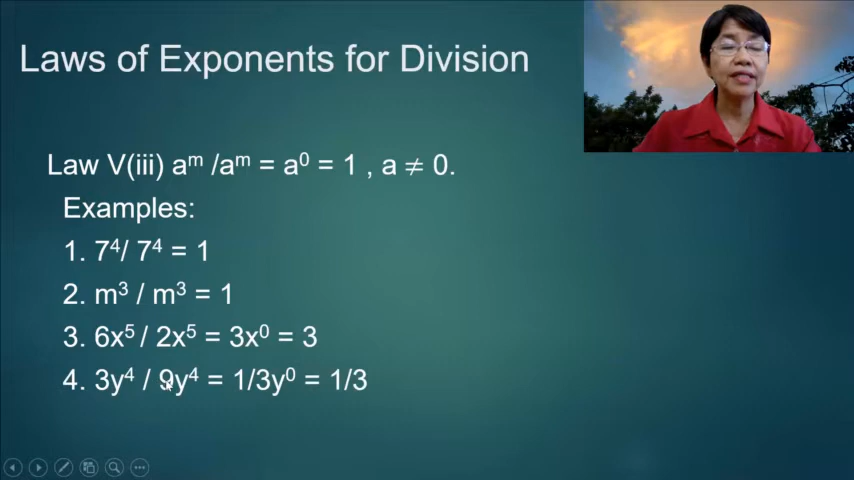 Laws of Exponents for Division
Law V(iii) aᵐ /aᵐ = a⁰ = 1 , a ≠ 0.
Examples:
1. 7⁴/ 7⁴ = 1
2. m³ / m³ = 1
3. 6x⁵ / 2x⁵ = 3x⁰ = 3
4. 3y⁴ / 9y⁴ = 1/3y⁰ = 1/3